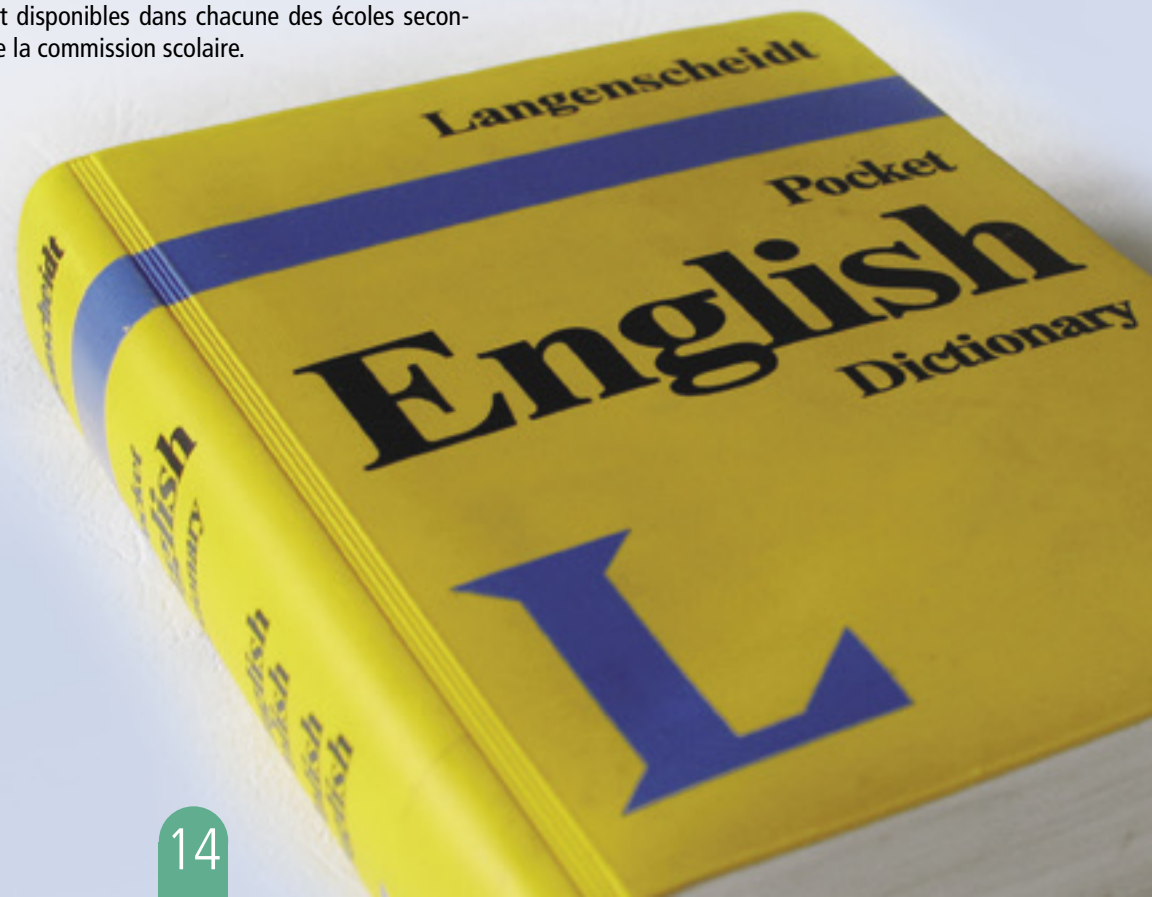 t disponibles dans chacune des écoles secon-
e la commission scolaire.
Langenscheidt
Pocket
English
Dictionary
L
14